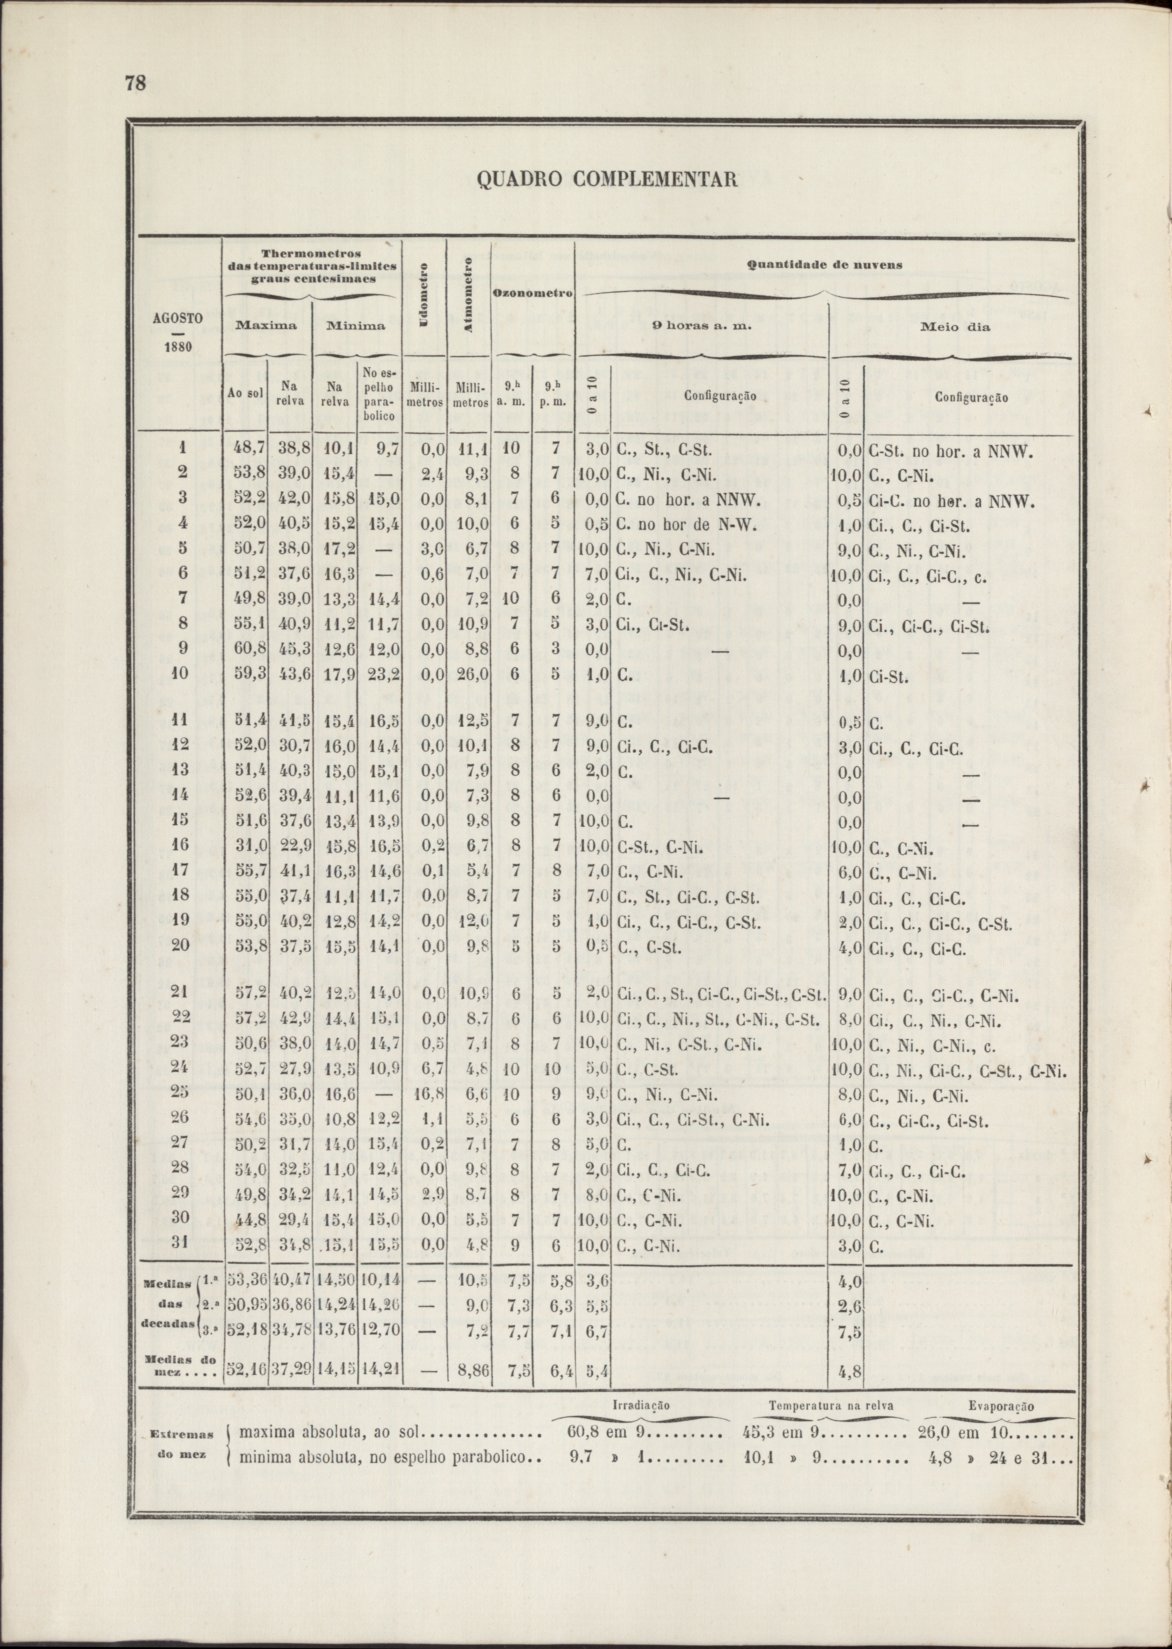 78
QUADRO COMPLEMENTAR
AGOSTO
—
1880
Thermometros
das temperaturas-limites
graus centesimaes
Maxima
Minima
Ao sol
Na
relva
Na
relva
No es-
pelho
para-
bolico
Udometro
Milli-
metros
Atmometro
Milli-
metros
Ozonometro
9.h
a. m.
9.h
p. m.
Quantidade de nuvens
9 horas a. m.
Meio dia
0 a 10
Configuração
0 a 10
Configuração
1 48,7 38,8 10,1 9,7 0,0 11,1 10 7 3,0 C., St., C-St. 0,0 C-St. no hor. a NNW.
2 53,8 39,0 15,4 — 2,4 9,3 8 7 10,0 C., Ni., C-Ni. 10,0 C., C-Ni.
3 52,2 42,0 15,8 15,0 0,0 8,1 7 6 0,0 C. no hor. a NNW. 0,5 Ci-C. no hor. a NNW.
4 52,0 40,5 15,2 15,4 0,0 10,0 6 5 0,5 C. no hor de N-W. 1,0 Ci., C., Ci-St.
5 50,7 38,0 17,2 — 3,0 6,7 8 7 10,0 C., Ni., C-Ni. 9,0 C., Ni., C-Ni.
6 51,2 37,6 16,3 — 0,6 7,0 7 7 7,0 Ci., C., Ni., C-Ni. 10,0 Ci., C., Ci-C., c.
7 49,8 39,0 13,3 14,4 0,0 7,2 10 6 2,0 C. 0,0 —
8 55,1 40,9 11,2 11,7 0,0 10,9 7 5 3,0 Ci., Ci-St. 9,0 Ci., Ci-C., Ci-St.
9 60,8 45,3 12,6 12,0 0,0 8,8 6 3 0,0 — 0,0 —
10 59,3 43,6 17,9 23,2 0,0 26,0 6 5 1,0 C. 1,0 Ci-St.
11 51,4 41,5 15,4 16,5 0,0 12,5 7 7 9,0 C. 0,5 C.
12 52,0 30,7 16,0 14,4 0,0 10,1 8 7 9,0 Ci., C., Ci-C. 3,0 Ci., C., Ci-C.
13 51,4 40,3 15,0 15,1 0,0 7,9 8 6 2,0 C. 0,0 —
14 52,6 39,4 11,1 11,6 0,0 7,3 8 6 0,0 — 0,0 —
15 51,6 37,6 13,4 13,9 0,0 9,8 8 7 10,0 C. 0,0 —
16 31,0 22,9 15,8 16,5 0,2 6,7 8 7 10,0 C-St., C-Ni. 10,0 C., C-Ni.
17 55,7 41,1 16,3 14,6 0,1 5,4 7 8 7,0 C., C-Ni. 6,0 C., C-Ni.
18 55,0 37,4 11,1 11,7 0,0 8,7 7 5 7,0 C., St., Ci-C., C-St. 1,0 Ci., C., Ci-C.
19 55,0 40,2 12,8 14,2 0,0 12,0 7 5 1,0 Ci., C., Ci-C., C-St. 2,0 Ci., C., Ci-C., C-St.
20 53,8 37,5 15,5 14,1 0,0 9,8 5 5 0,5 C., C-St. 4,0 Ci., C., Ci-C.
21 57,2 40,2 12,5 14,0 0,0 10,9 6 5 2,0 Ci., C., St., Ci-C., Ci-St., C-St. 9,0 Ci., C., Ci-C., C-Ni.
22 57,2 42,9 14,4 15,1 0,0 8,7 6 6 10,0 Ci., C., Ni., St., C-Ni., C-St. 8,0 Ci., C., Ni., C-Ni.
23 50,6 38,0 14,0 14,7 0,5 7,1 8 7 10,0 C., Ni., C-St., C-Ni. 10,0 C., Ni., C-Ni., c.
24 52,7 27,9 13,5 10,9 6,7 4,8 10 10 5,0 C., C-St. 10,0 C., Ni., Ci-C., C-St., C-Ni.
25 50,1 36,0 16,6 — 16,8 6,6 10 9 9,0 C., Ni., C-Ni. 8,0 C., Ni., C-Ni.
26 54,6 35,0 10,8 12,2 1,1 5,5 6 6 3,0 Ci., C., Ci-St., C-Ni. 6,0 C., Ci-C., Ci-St.
27 50,2 31,7 14,0 15,4 0,2 7,1 7 8 5,0 C. 1,0 C.
28 54,0 32,5 11,0 12,4 0,0 9,8 8 7 2,0 Ci., C., Ci-C. 7,0 Ci., C., Ci-C.
29 49,8 34,2 14,1 14,5 2,9 8,7 8 7 8,0 C., C-Ni. 10,0 C., C-Ni.
30 44,8 29,4 15,4 15,0 0,0 5,5 7 7 10,0 C., C-Ni. 10,0 C., C-Ni.
31 52,8 34,8 15,1 15,5 0,0 4,8 9 6 10,0 C., C-Ni. 3,0 C.
Medias das decadas
1.ª 53,36 40,47 14,50 10,14 — 10,5 7,5 5,8 3,6 4,0
2.ª 50,95 36,86 14,24 14,26 — 9,0 7,3 6,3 5,5 2,6
3.ª 52,18 34,78 13,76 12,70 — 7,2 7,7 7,1 6,7 7,5
Medias do
mez.... 52,16 37,29 14,15 14,21 — 8,86 7,5 6,4 5,4 4,8
Irradiação Temperatura na relva Evaporação
Extremas
do mez
maxima absoluta, ao sol.............. 60,8 em 9......... 45,3 em 9.......... 26,0 em 10........
minima absoluta, no espelho parabolico.. 9,7 » 1......... 10,1 » 9.......... 4,8 » 24 e 31...